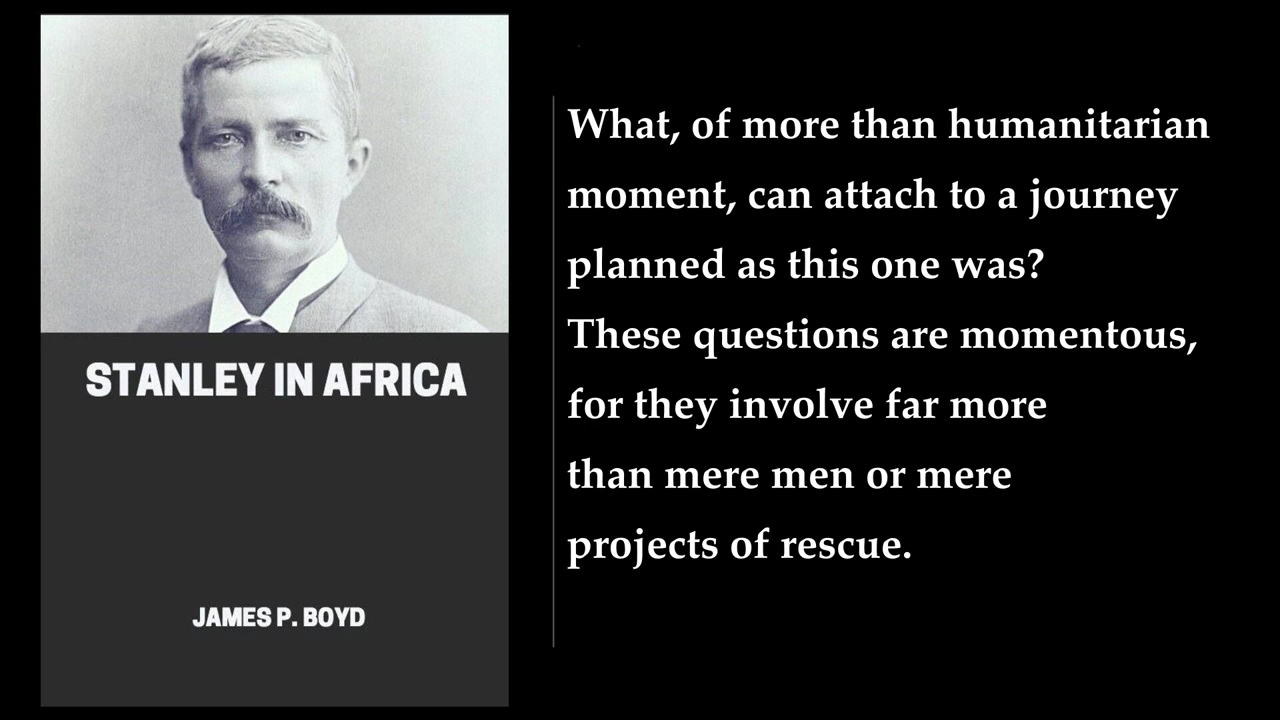 STANLEY IN AFRICA
JAMES P. BOYD
What, of more than humanitarian
moment, can attach to a journey
planned as this one was?
These questions are momentous,
for they involve far more
than mere men or mere
projects of rescue.